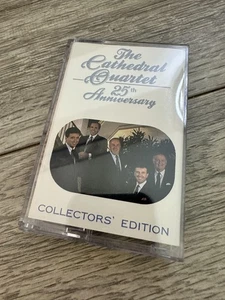 The
Cathedral
Quartet
25th
Anniversary
COLLECTORS' EDITION